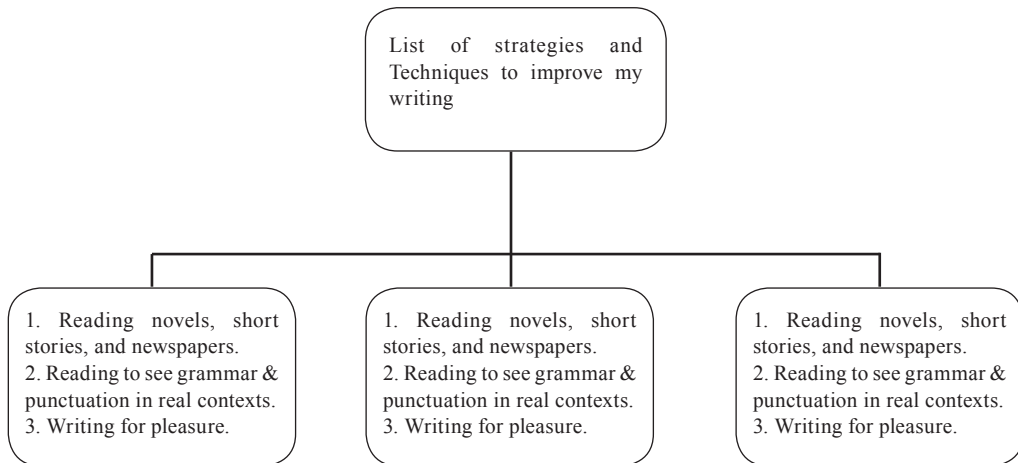 List of strategies and
Techniques to improve my
writing
1. Reading novels, short
stories, and newspapers.
2. Reading to see grammar &
punctuation in real contexts.
3. Writing for pleasure.
1. Reading novels, short
stories, and newspapers.
2. Reading to see grammar &
punctuation in real contexts.
3. Writing for pleasure.
1. Reading novels, short
stories, and newspapers.
2. Reading to see grammar &
punctuation in real contexts.
3. Writing for pleasure.